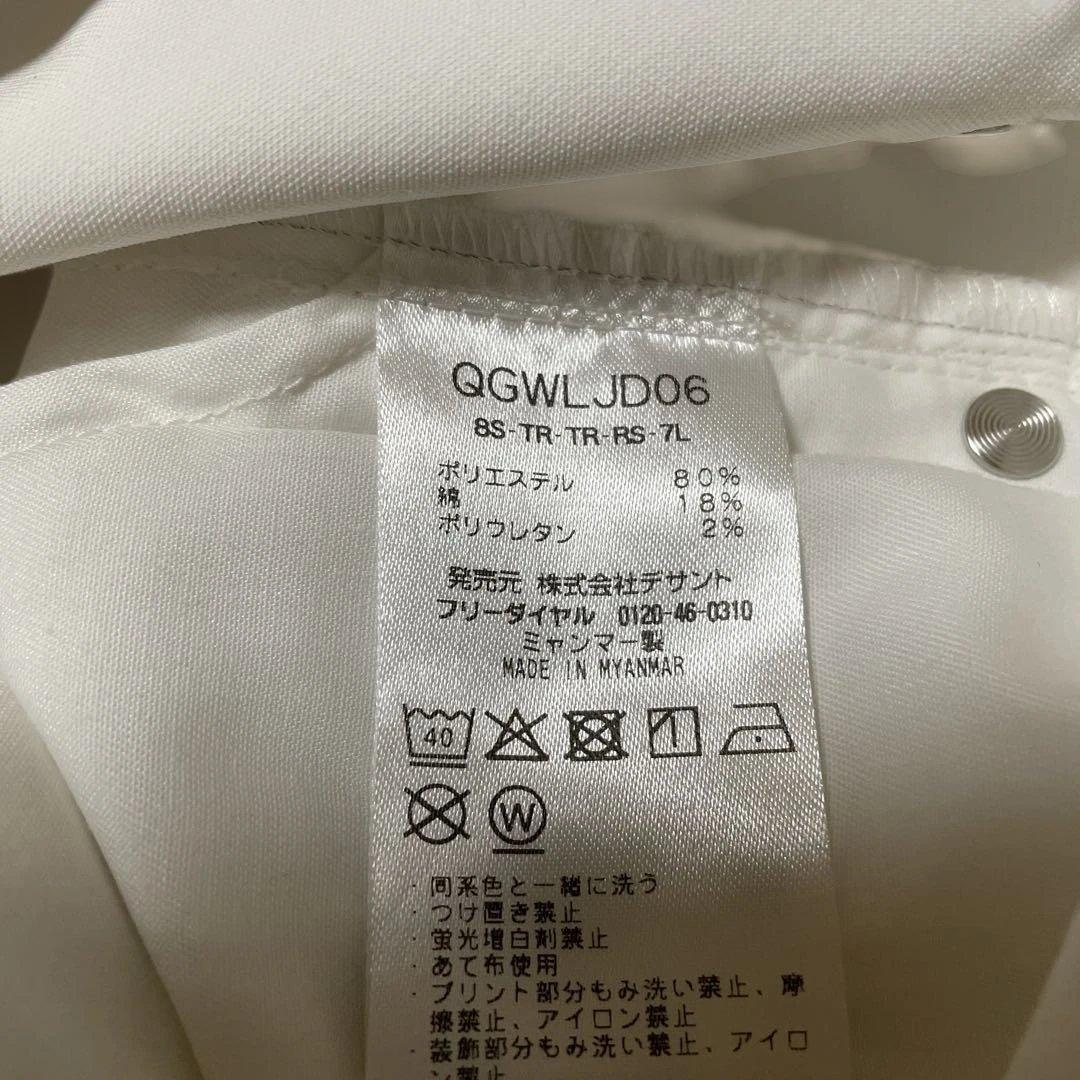 QGWLJD06
8S-TR-TR-RS-7L
ポリエステル 80%
綿 18%
ポリウレタン 2%
発売元 株式会社デサント
フリーダイヤル 0120-46-0310
ミャンマー製
MADE IN MYANMAR
40
W
・同系色と一緒に洗う
・つけ置き禁止
・蛍光増白剤禁止
・あて布使用
・プリント部分もみ洗い禁止、摩
擦禁止、アイロン禁止
・装飾部分もみ洗い禁止、アイロ
ン禁止